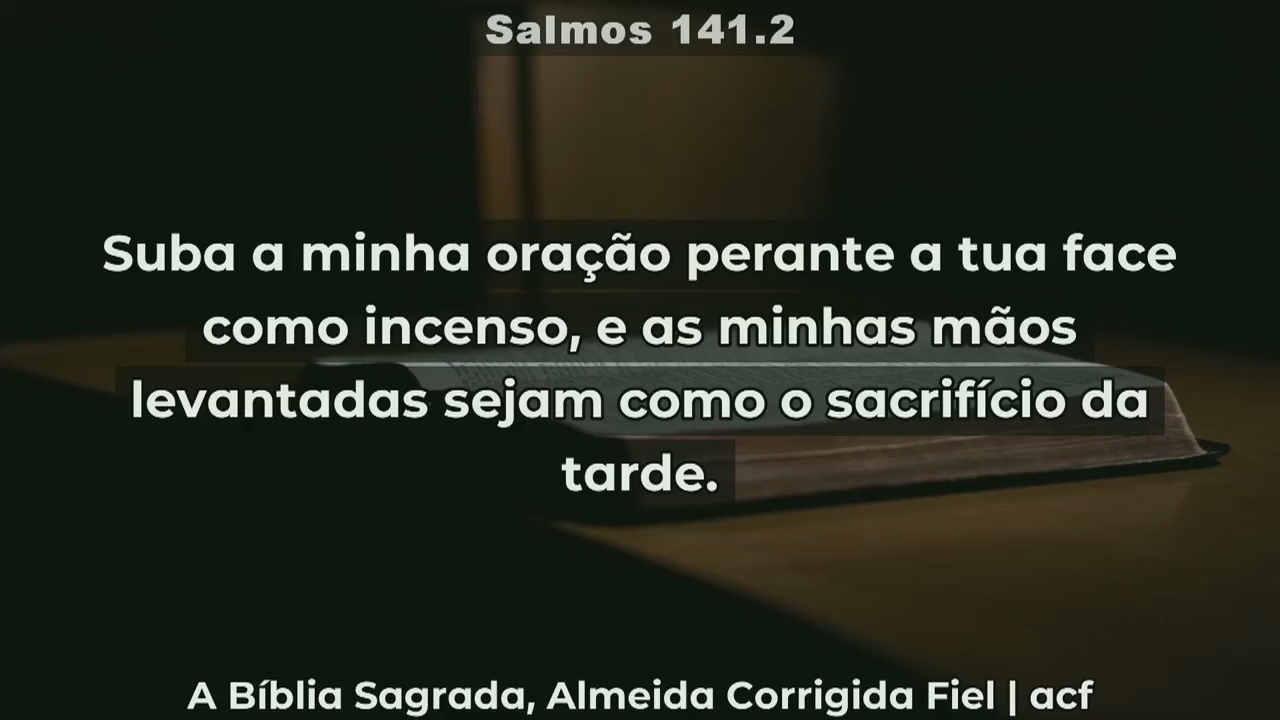 Salmos 141.2
Suba a minha oração perante a tua face
como incenso, e as minhas mãos
levantadas sejam como o sacrifício da
tarde.
A Bíblia Sagrada, Almeida Corrigida Fiel | acf